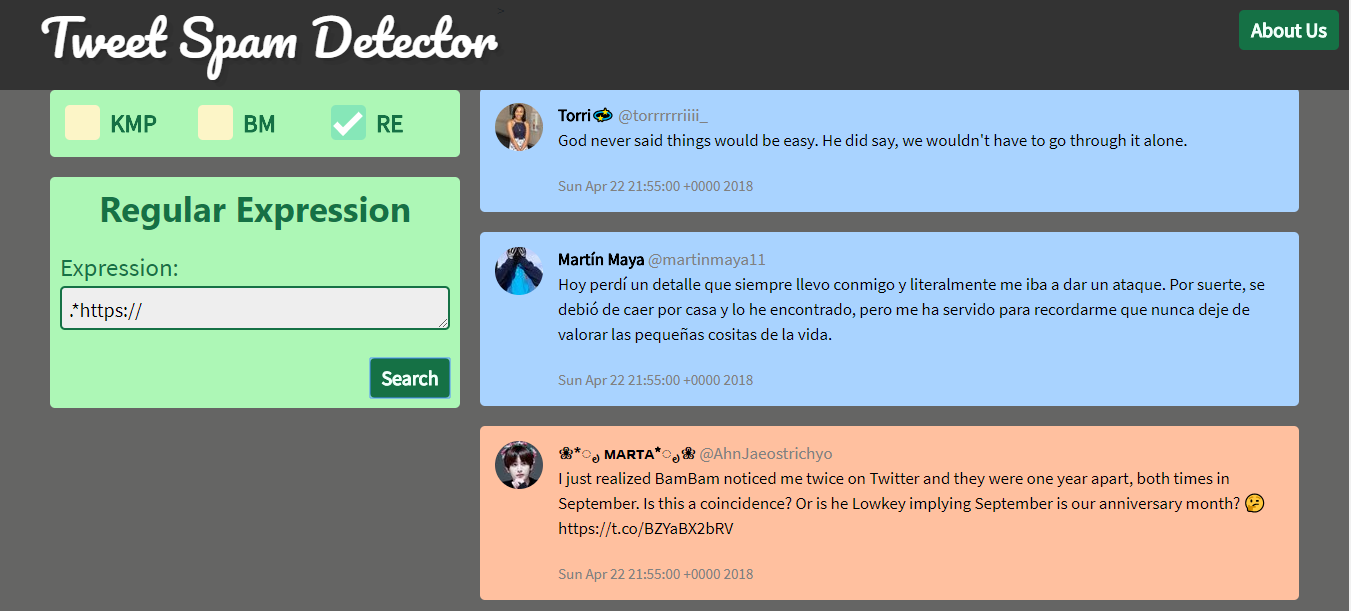 Tweet Spam Detector
>
About Us
KMP
BM
RE
Regular Expression
Expression:
.*https://
Search
Torri @torrrrrriiii_
God never said things would be easy. He did say, we wouldn't have to go through it alone.
Sun Apr 22 21:55:00 +0000 2018
Martín Maya @martinmaya11
Hoy perdí un detalle que siempre llevo conmigo y literalmente me iba a dar un ataque. Por suerte, se
debió de caer por casa y lo he encontrado, pero me ha servido para recordarme que nunca deje de
valorar las pequeñas cositas de la vida.
Sun Apr 22 21:55:00 +0000 2018
❀*ೃ ᴍᴀʀᴛᴀ*ೃ❀ @AhnJaeostrichyo
I just realized BamBam noticed me twice on Twitter and they were one year apart, both times in
September. Is this a coincidence? Or is he Lowkey implying September is our anniversary month? 🤔
https://t.co/BZYaBX2bRV
Sun Apr 22 21:55:00 +0000 2018